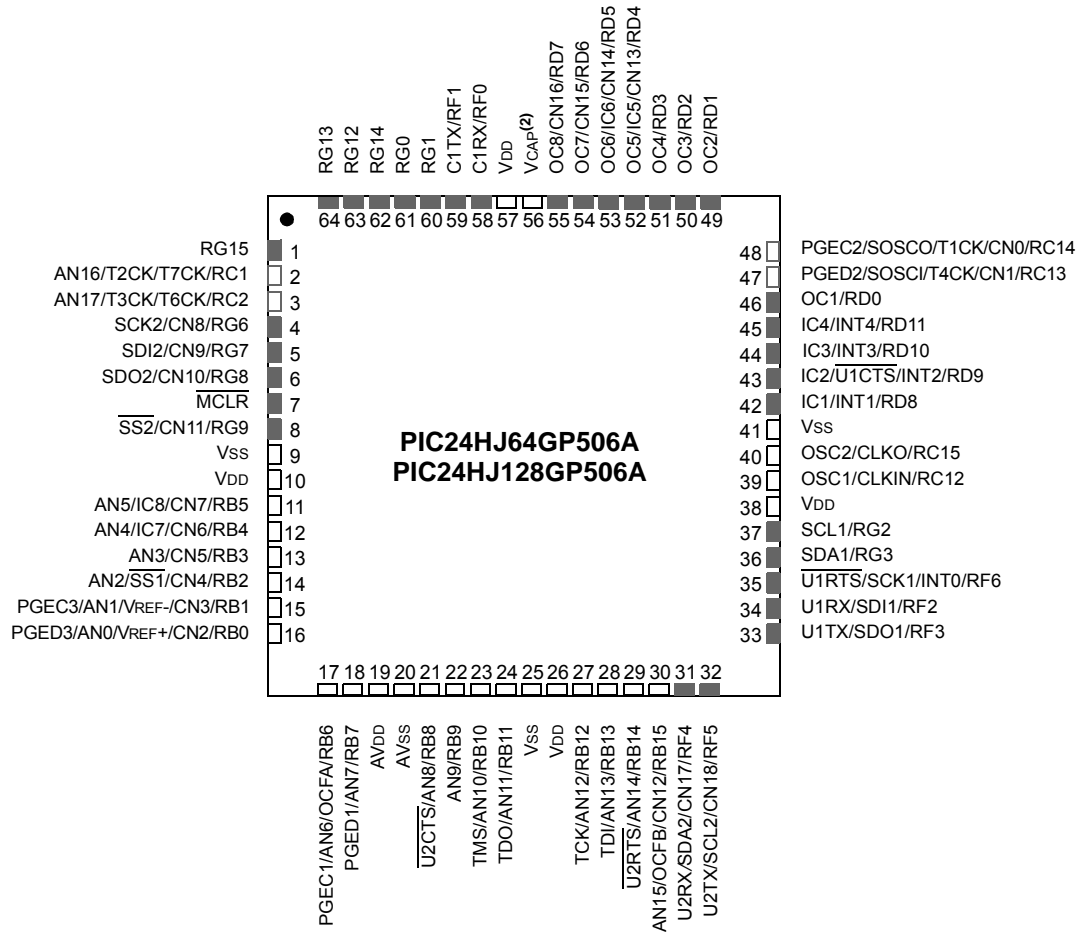 RG13
RG12
RG14
RG0
RG1
C1TX/RF1
C1RX/RF0
VDD
VCAP(2)
OC8/CN16/RD7
OC7/CN15/RD6
OC6/IC6/CN14/RD5
OC5/IC5/CN13/RD4
OC4/RD3
OC3/RD2
OC2/RD1
64 63 62 61 60 59 58 57 56 55 54 53 52 51 50 49
RG15 1
AN16/T2CK/T7CK/RC1 2
AN17/T3CK/T6CK/RC2 3
SCK2/CN8/RG6 4
SDI2/CN9/RG7 5
SDO2/CN10/RG8 6
MCLR 7
SS2/CN11/RG9 8
VSS 9
VDD 10
AN5/IC8/CN7/RB5 11
AN4/IC7/CN6/RB4 12
AN3/CN5/RB3 13
AN2/SS1/CN4/RB2 14
PGEC3/AN1/VREF-/CN3/RB1 15
PGED3/AN0/VREF+/CN2/RB0 16
PIC24HJ64GP506A
PIC24HJ128GP506A
48 PGEC2/SOSCO/T1CK/CN0/RC14
47 PGED2/SOSCI/T4CK/CN1/RC13
46 OC1/RD0
45 IC4/INT4/RD11
44 IC3/INT3/RD10
43 IC2/U1CTS/INT2/RD9
42 IC1/INT1/RD8
41 VSS
40 OSC2/CLKO/RC15
39 OSC1/CLKIN/RC12
38 VDD
37 SCL1/RG2
36 SDA1/RG3
35 U1RTS/SCK1/INT0/RF6
34 U1RX/SDI1/RF2
33 U1TX/SDO1/RF3
17 18 19 20 21 22 23 24 25 26 27 28 29 30 31 32
PGEC1/AN6/OCFA/RB6
PGED1/AN7/RB7
AVDD
AVSS
U2CTS/AN8/RB8
AN9/RB9
TMS/AN10/RB10
TDO/AN11/RB11
VSS
VDD
TCK/AN12/RB12
TDI/AN13/RB13
U2RTS/AN14/RB14
AN15/OCFB/CN12/RB15
U2RX/SDA2/CN17/RF4
U2TX/SCL2/CN18/RF5